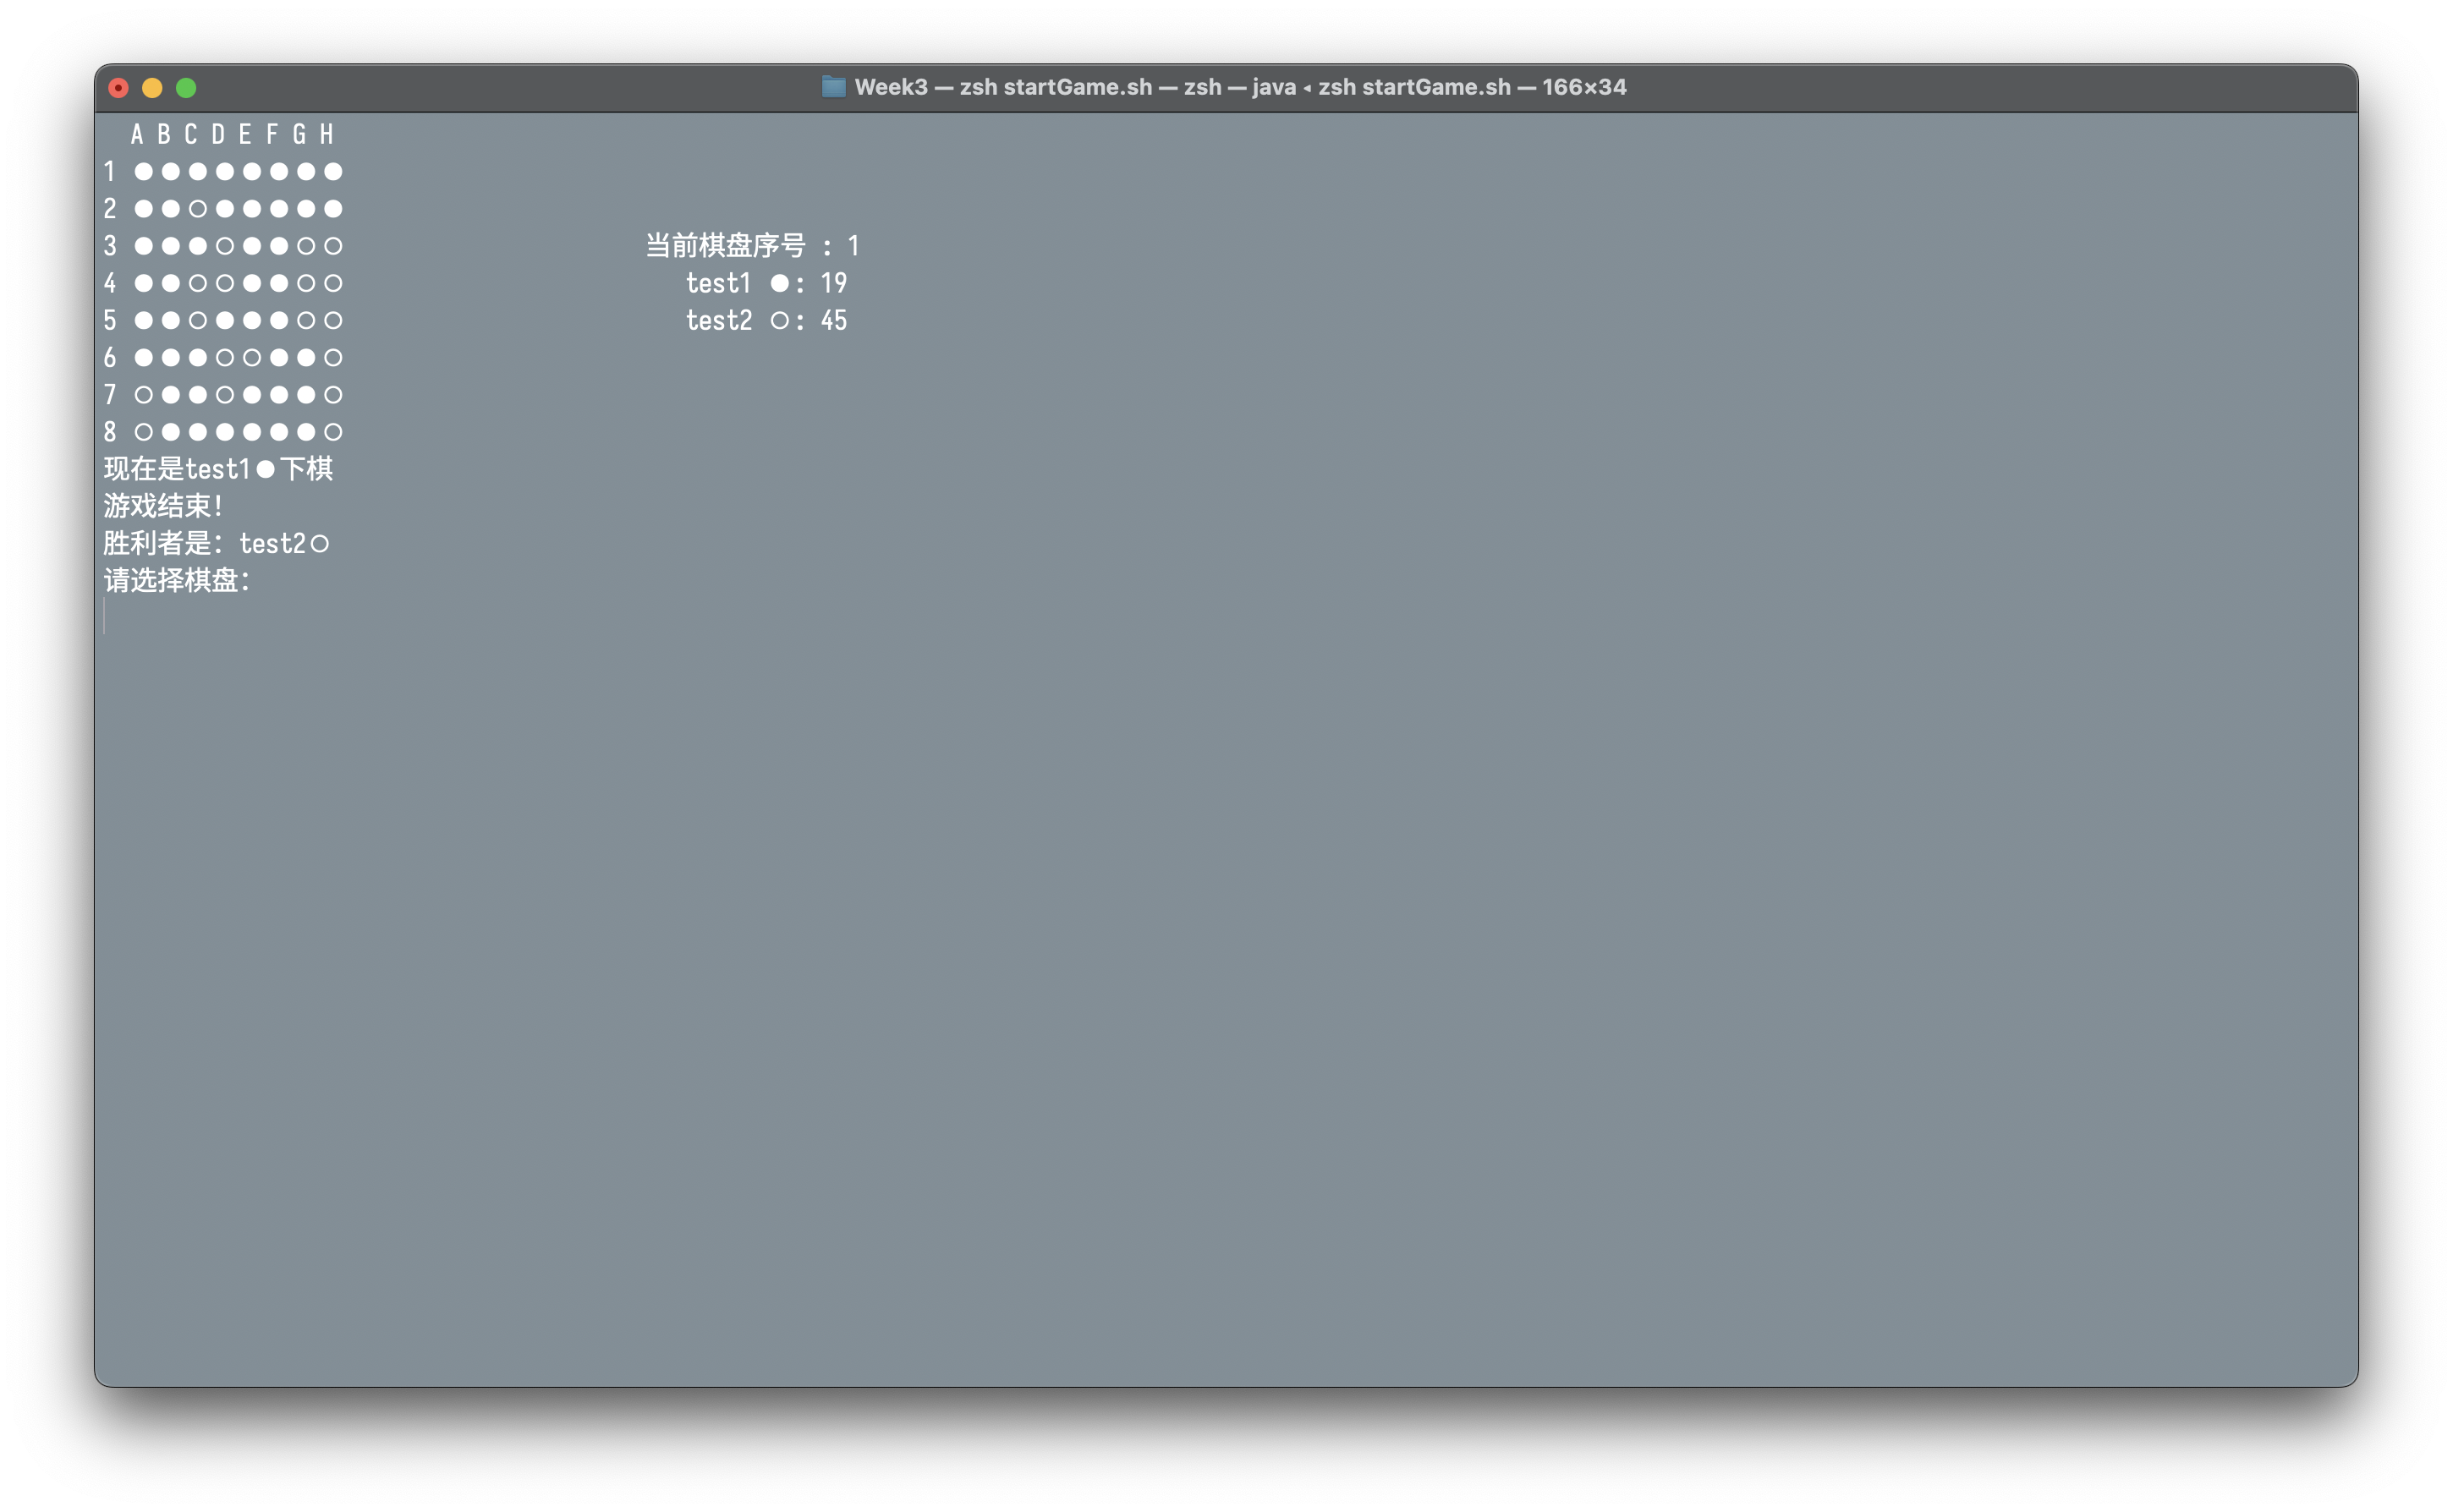 Week3 — zsh startGame.sh — zsh — java ◂ zsh startGame.sh — 166×34
A B C D E F G H
1 ● ● ● ● ● ● ● ●
2 ● ● ○ ● ● ● ● ●
3 ● ● ● ○ ● ● ○ ○ 当前棋盘序号 : 1
4 ● ● ○ ○ ● ● ○ ○ test1 ●: 19
5 ● ● ○ ● ● ● ○ ○ test2 ○: 45
6 ● ● ● ○ ○ ● ● ○
7 ○ ● ● ○ ● ● ● ○
8 ○ ● ● ● ● ● ● ○
现在是test1●下棋
游戏结束!
胜利者是: test2○
请选择棋盘: